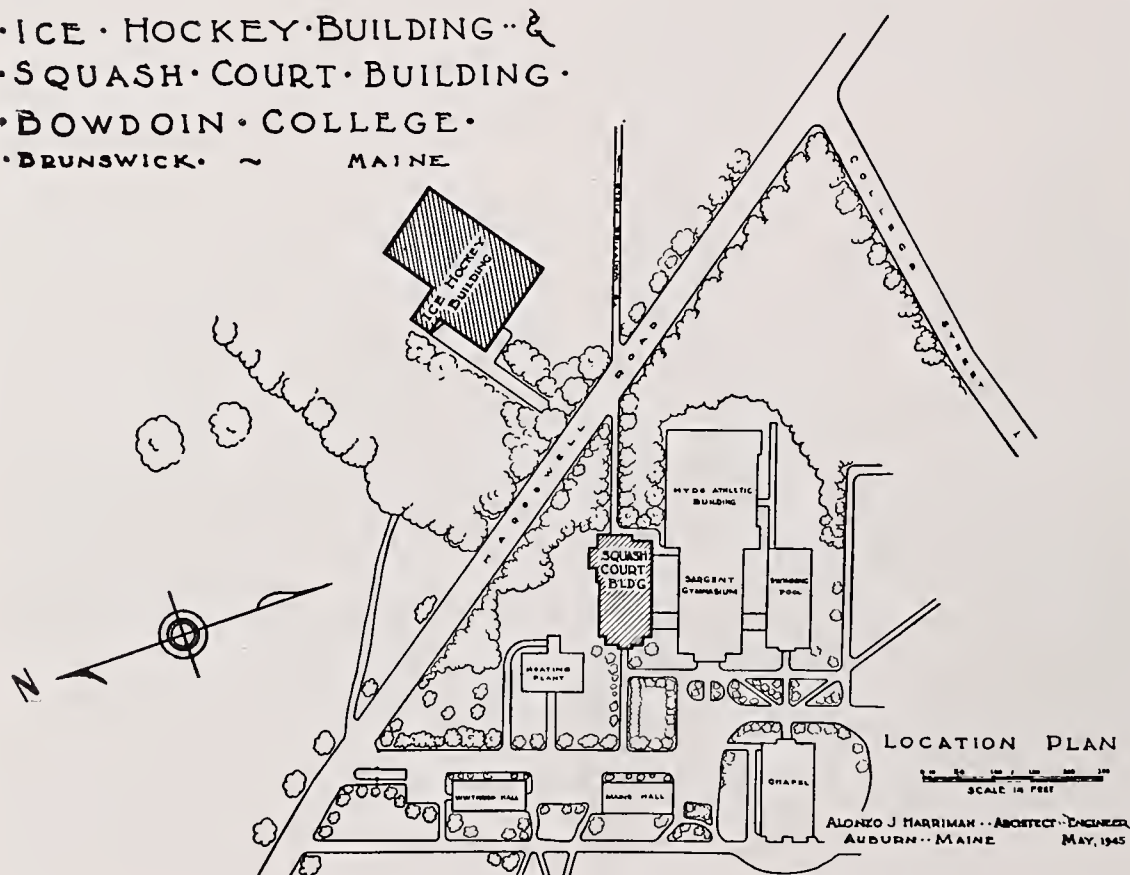 ·ICE·HOCKEY·BUILDING··&
·SQUASH·COURT·BUILDING·
·BOWDOIN·COLLEGE·
·BRUNSWICK· ~ MAINE
ICE HOCKEY
BUILDING
COLLEGE STREET
ROAD
HYDE ATHLETIC
BUILDING
SQUASH
COURT
BLDG
SARGENT
GYMNASIUM
SWIMMING
POOL
N
HEATING
PLANT
WINTHROP HALL
MAINE HALL
CHAPEL
LOCATION PLAN
SCALE IN FEET
ALONZO J HARRIMAN ·· ARCHITECT ·· ENGINEER
AUBURN ·· MAINE MAY, 1945